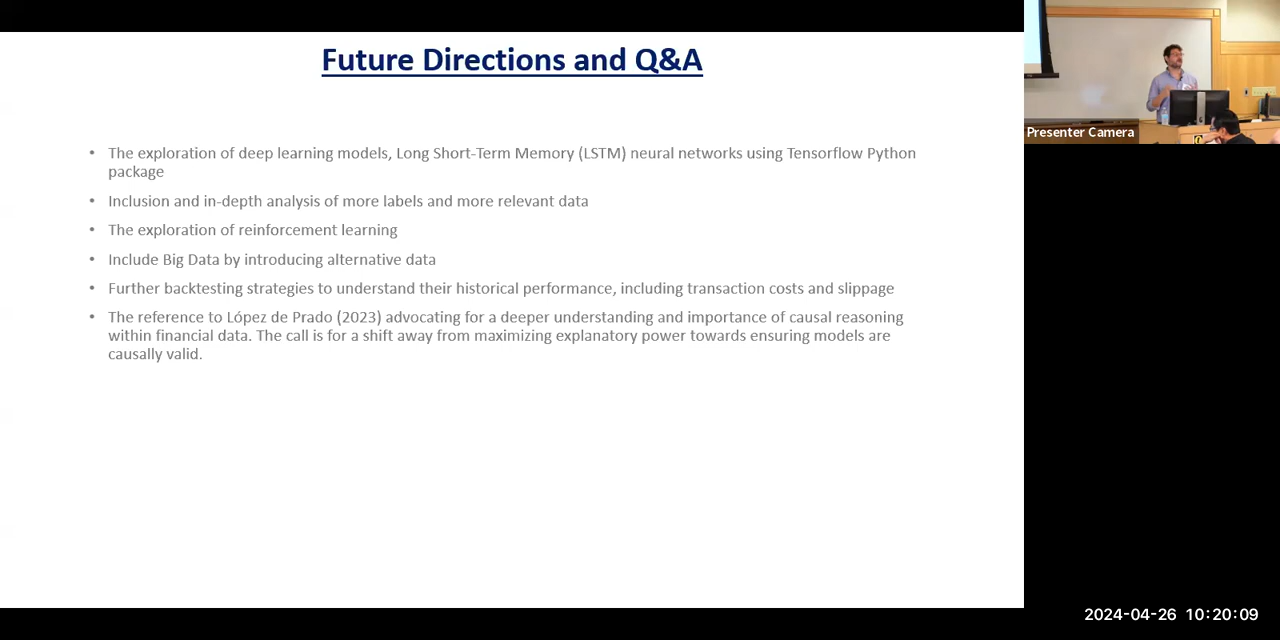 Future Directions and Q&A
• The exploration of deep learning models, Long Short-Term Memory (LSTM) neural networks using Tensorflow Python
package
• Inclusion and in-depth analysis of more labels and more relevant data
• The exploration of reinforcement learning
• Include Big Data by introducing alternative data
• Further backtesting strategies to understand their historical performance, including transaction costs and slippage
• The reference to López de Prado (2023) advocating for a deeper understanding and importance of causal reasoning
within financial data. The call is for a shift away from maximizing explanatory power towards ensuring models are
causally valid.
Presenter Camera
2024-04-26 10:20:09